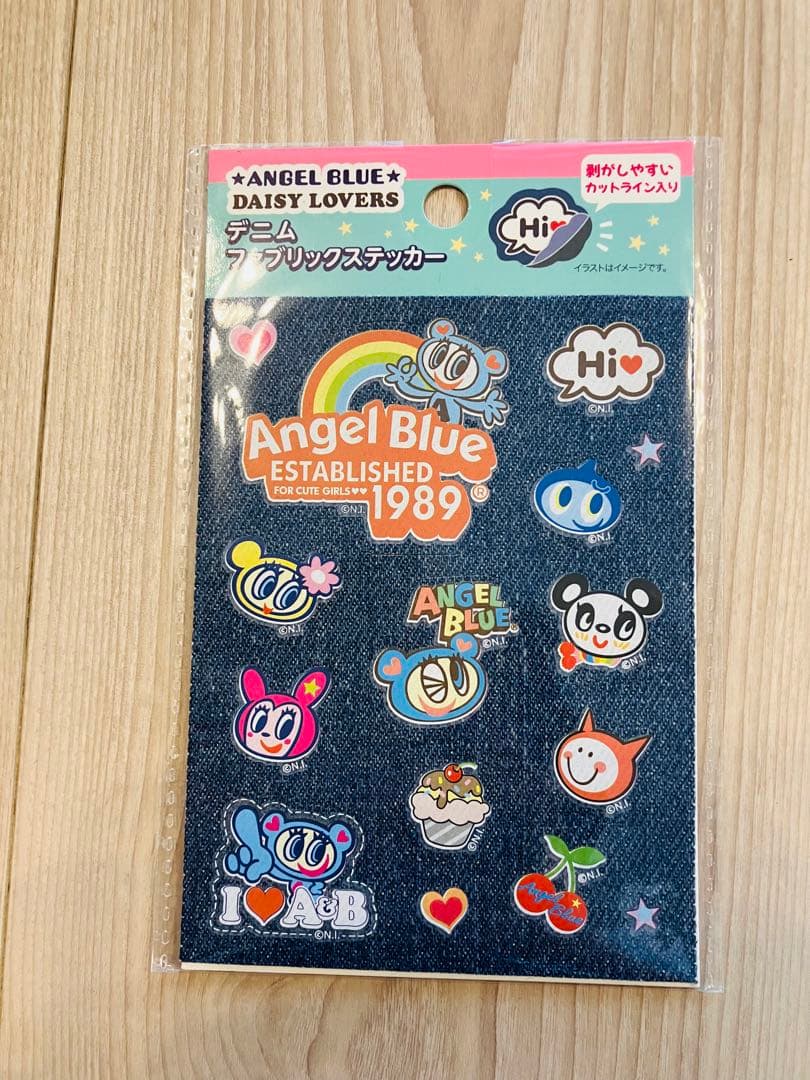 ★ANGEL BLUE★
DAISY LOVERS
デニム
ファブリックステッカー
Hi♥
剥がしやすい
カットライン入り
イラストはイメージです。
Angel Blue
ESTABLISHED
FOR CUTE GIRLS♥♥
1989®
©N.I.
Hi♥
©N.I.
©N.I.
©N.I.
ANGEL
BLUE®
©N.I.
©N.I.
©N.I.
©N.I.
©N.I.
I♥A&B
©N.I.
Angel
Blue
©N.I.